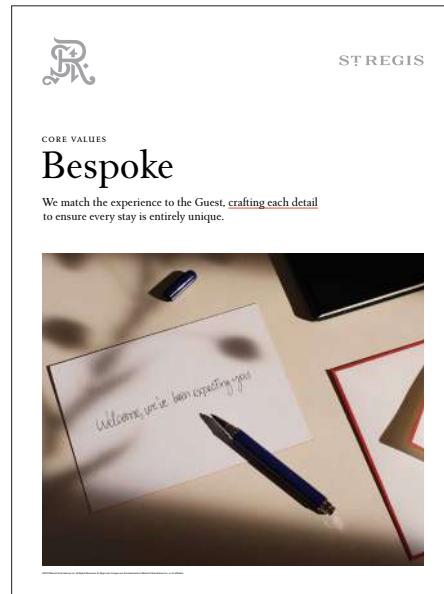 ST REGIS
CORE VALUES
Bespoke
We match the experience to the Guest, crafting each detail
to ensure every stay is entirely unique.
Welcome, we've been expecting you